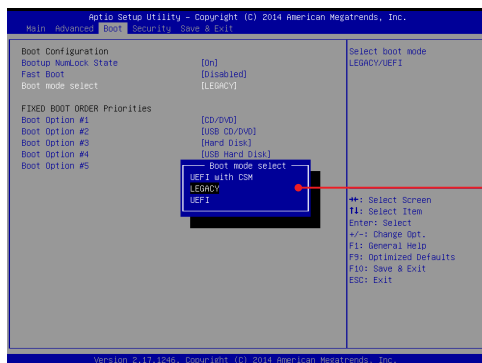 Aptio Setup Utility – Copyright (C) 2014 American Megatrends, Inc.
Main Advanced Boot Security Save & Exit
Boot Configuration
Bootup NumLock State [On]
Fast Boot [Disabled]
Boot mode select [LEGACY]
FIXED BOOT ORDER Priorities
Boot Option #1 [CD/DVD]
Boot Option #2 [USB CD/DVD]
Boot Option #3 [Hard Disk]
Boot Option #4 [USB Hard Disk]
Boot Option #5
Boot mode select
UEFI with CSM
LEGACY
UEFI
Select boot mode
LEGACY/UEFI
→←: Select Screen
↑↓: Select Item
Enter: Select
+/-: Change Opt.
F1: General Help
F9: Optimized Defaults
F10: Save & Exit
ESC: Exit
Version 2.17.1246. Copyright (C) 2014 American Megatrends, Inc.